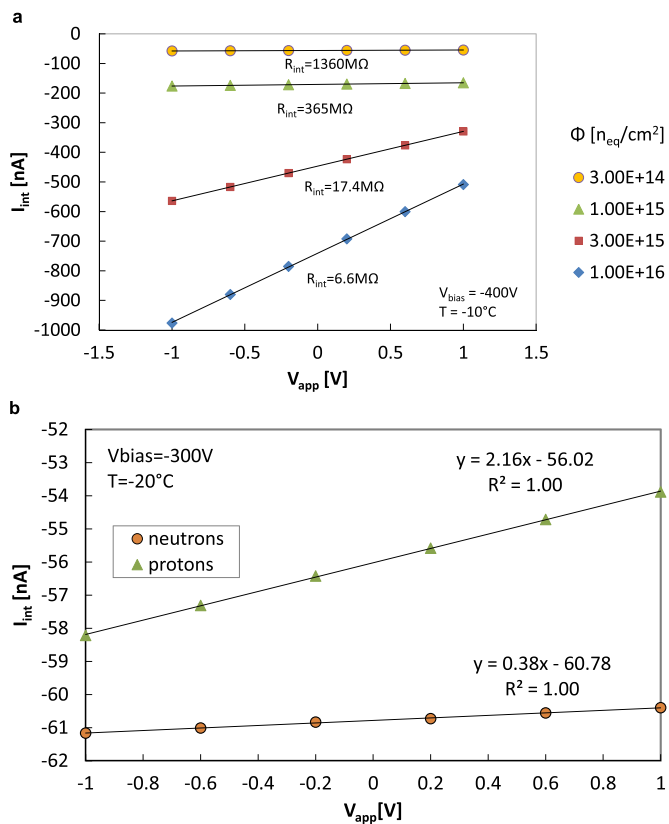 a
0
-100
-200
-300
-400
-500
-600
-700
-800
-900
-1000
I_int [nA]
R_int=1360MΩ
R_int=365MΩ
R_int=17.4MΩ
R_int=6.6MΩ
V_bias = -400V
T = -10°C
-1.5 -1 -0.5 0 0.5 1 1.5
V_app [V]
Φ [n_eq/cm²]
3.00E+14
1.00E+15
3.00E+15
1.00E+16
b
-52
-53
-54
-55
-56
-57
-58
-59
-60
-61
-62
I_int [nA]
Vbias=-300V
T=-20°C
neutrons
protons
y = 2.16x - 56.02
R² = 1.00
y = 0.38x - 60.78
R² = 1.00
-1 -0.8 -0.6 -0.4 -0.2 0 0.2 0.4 0.6 0.8 1
V_app[V]